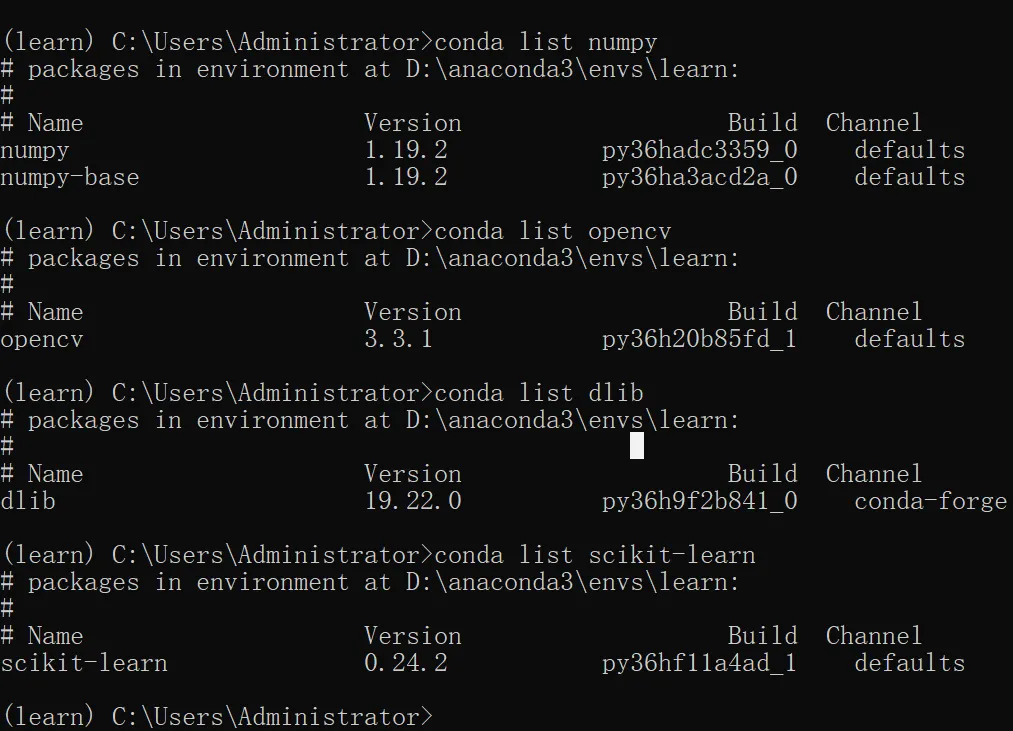 (learn) C:\Users\Administrator>conda list numpy
# packages in environment at D:\anaconda3\envs\learn:
#
# Name Version Build Channel
numpy 1.19.2 py36hadc3359_0 defaults
numpy-base 1.19.2 py36ha3acd2a_0 defaults
(learn) C:\Users\Administrator>conda list opencv
# packages in environment at D:\anaconda3\envs\learn:
#
# Name Version Build Channel
opencv 3.3.1 py36h20b85fd_1 defaults
(learn) C:\Users\Administrator>conda list dlib
# packages in environment at D:\anaconda3\envs\learn:
#
# Name Version Build Channel
dlib 19.22.0 py36h9f2b841_0 conda-forge
(learn) C:\Users\Administrator>conda list scikit-learn
# packages in environment at D:\anaconda3\envs\learn:
#
# Name Version Build Channel
scikit-learn 0.24.2 py36hf11a4ad_1 defaults
(learn) C:\Users\Administrator>